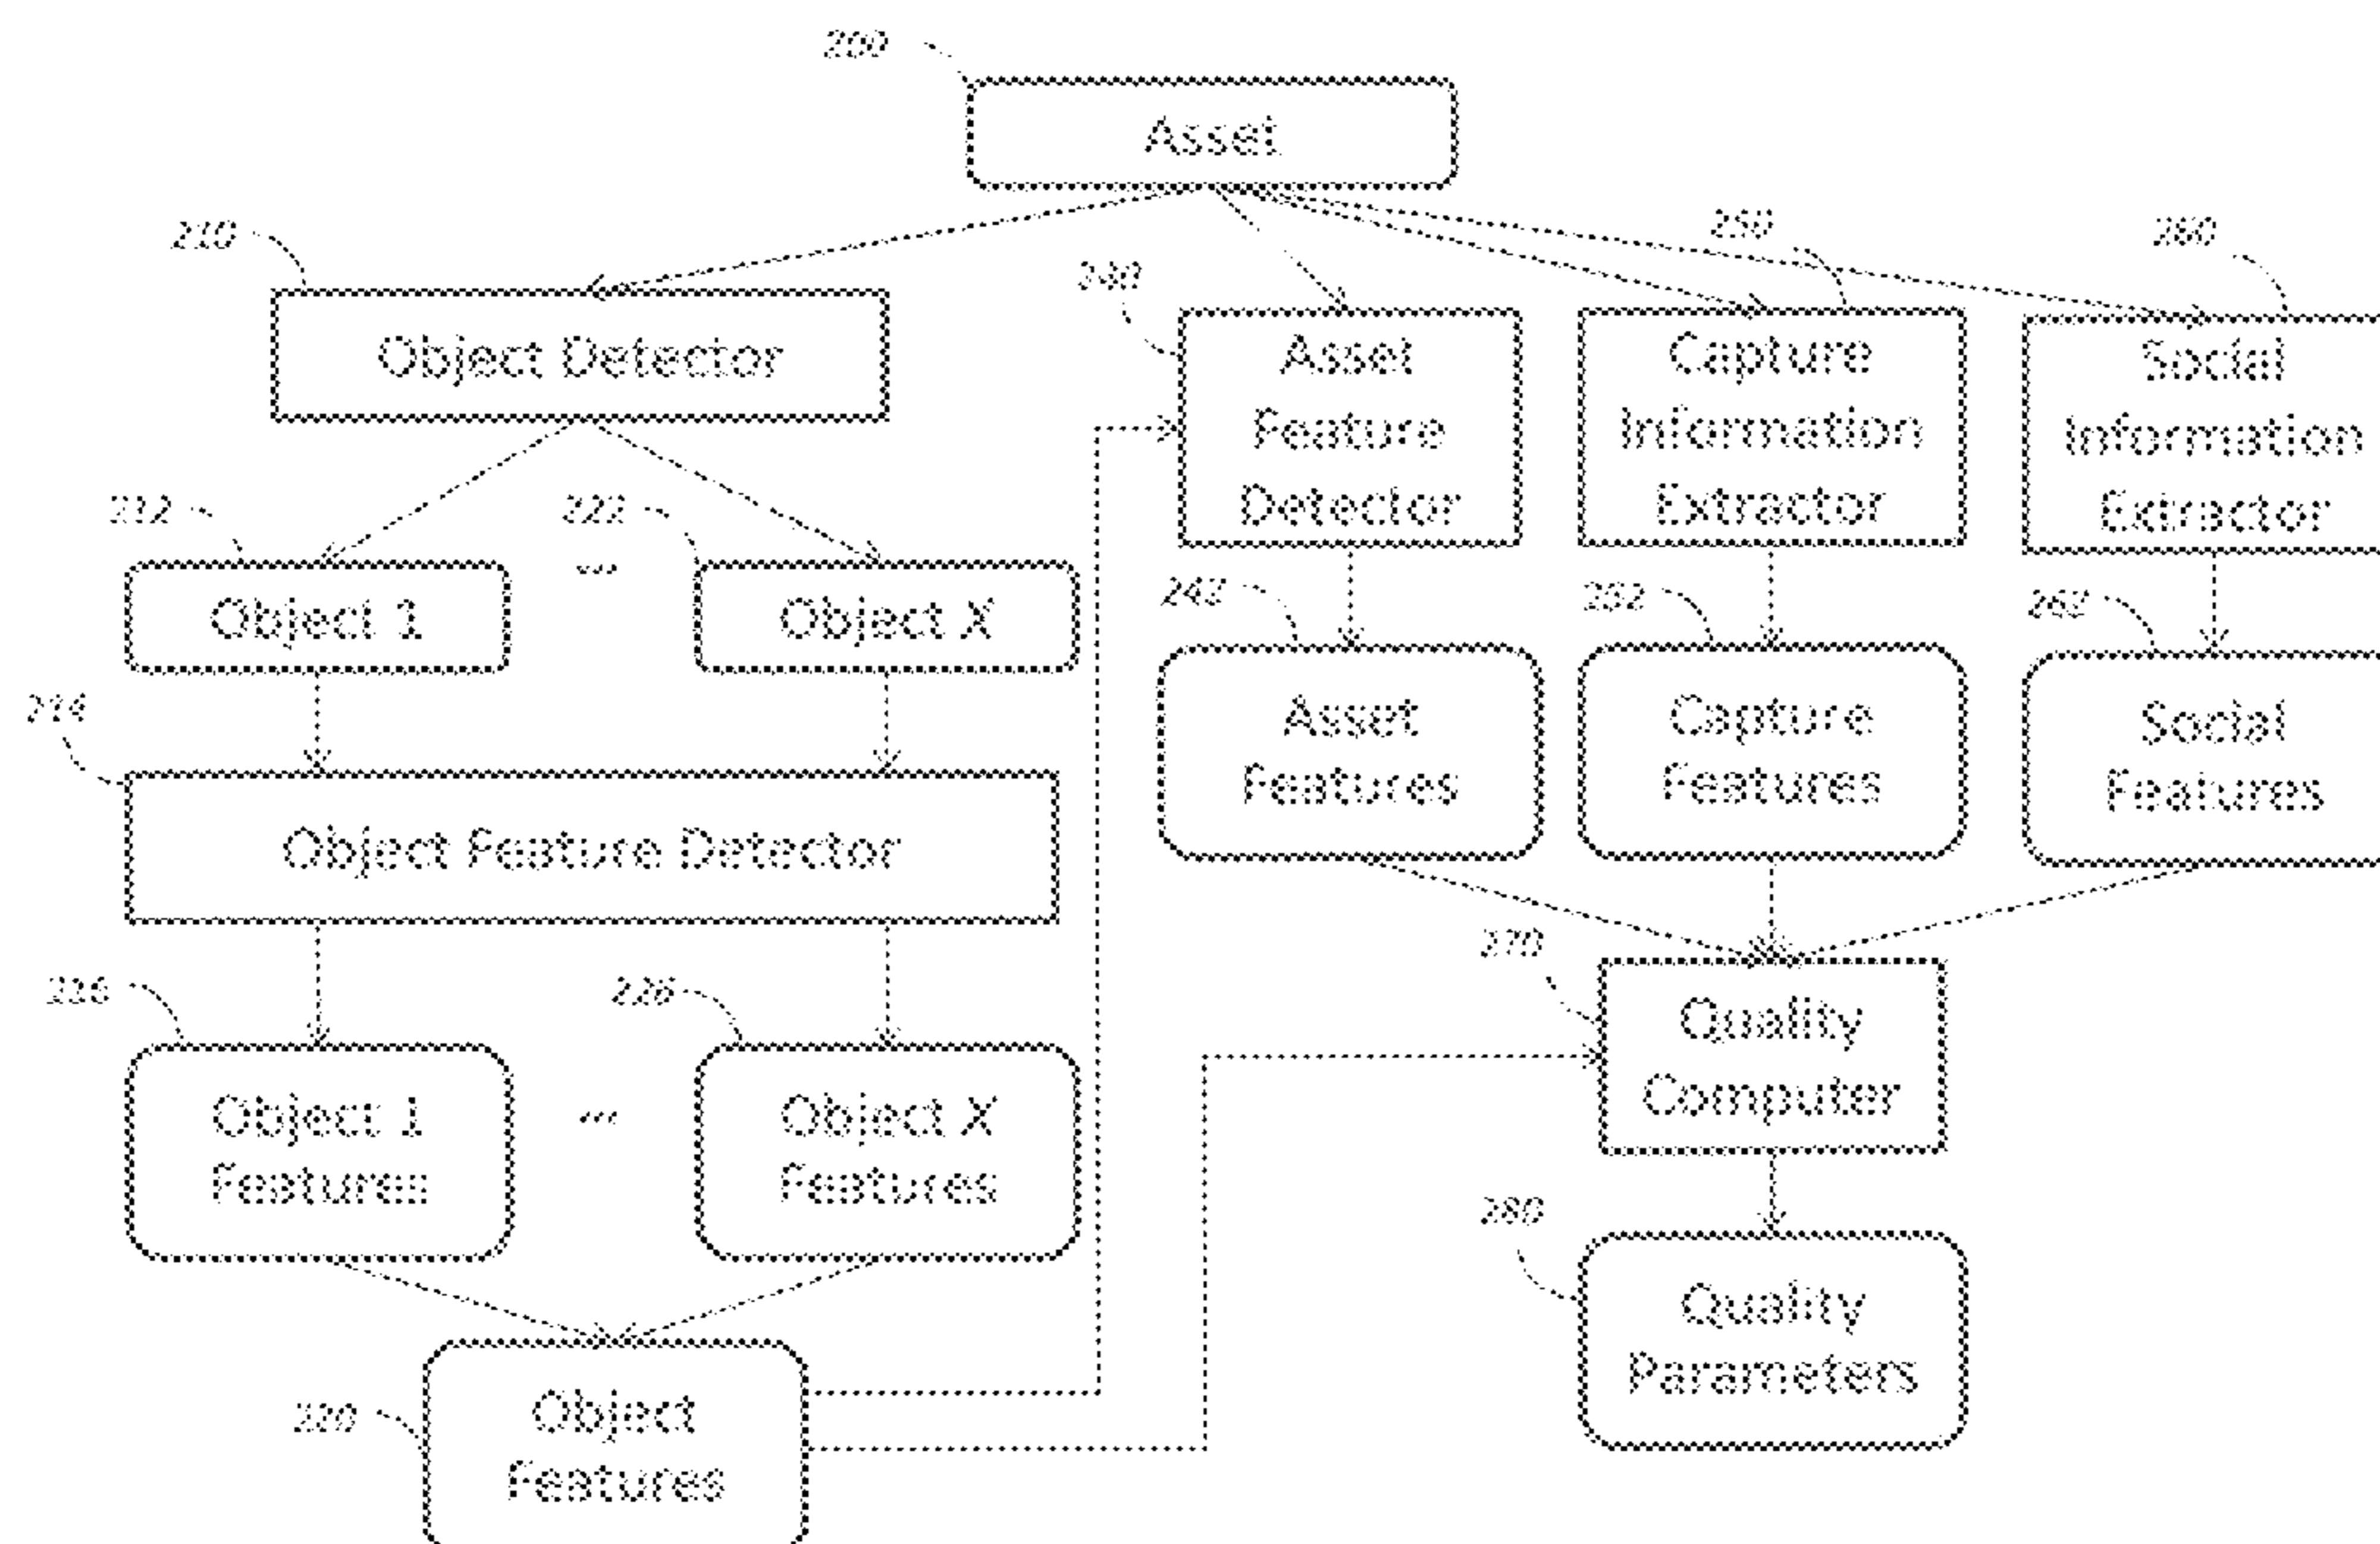 200
Asset
210
250
260
240
Object Detector
Asset
Feature
Detector
Capture
Information
Extractor
Social
Information
Extractor
212
222
...
Object 1
Object X
242
252
262
214
Asset
Features
Capture
Features
Social
Features
Object Feature Detector
270
216
226
Quality
Computer
Object 1
Features
...
Object X
Features
280
Quality
Parameters
Object
Features